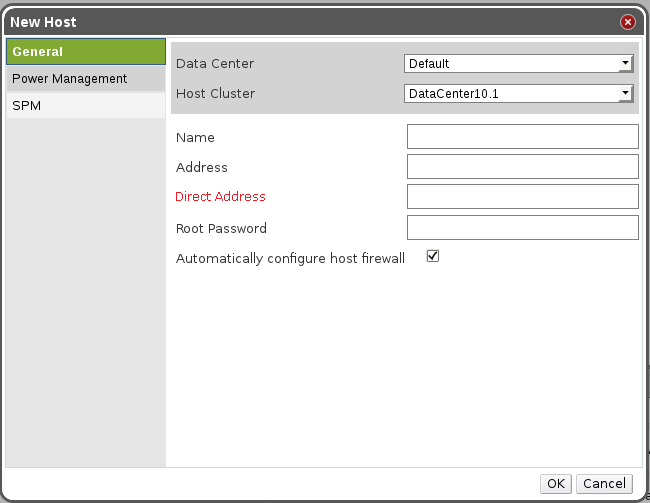 New Host
General
Power Management
SPM
Data Center Default
Host Cluster DataCenter10.1
Name
Address
Direct Address
Root Password
Automatically configure host firewall
OK Cancel